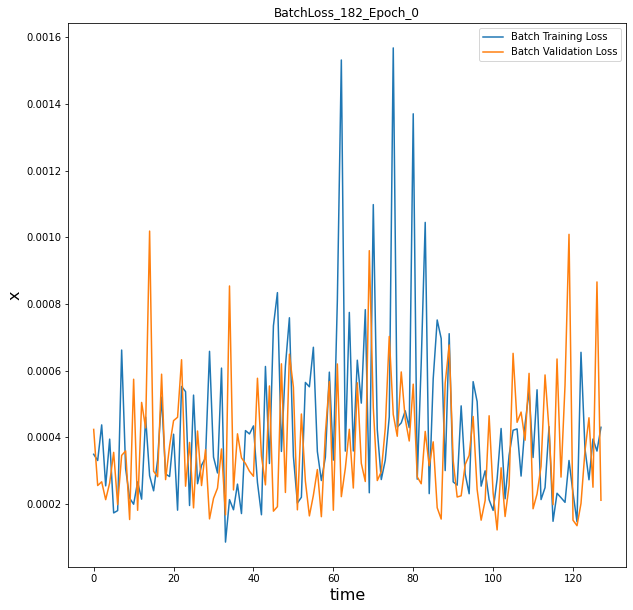 BatchLoss_182_Epoch_0
Batch Training Loss
Batch Validation Loss
0.0016
0.0014
0.0012
0.0010
0.0008
0.0006
0.0004
0.0002
x
0 20 40 60 80 100 120
time